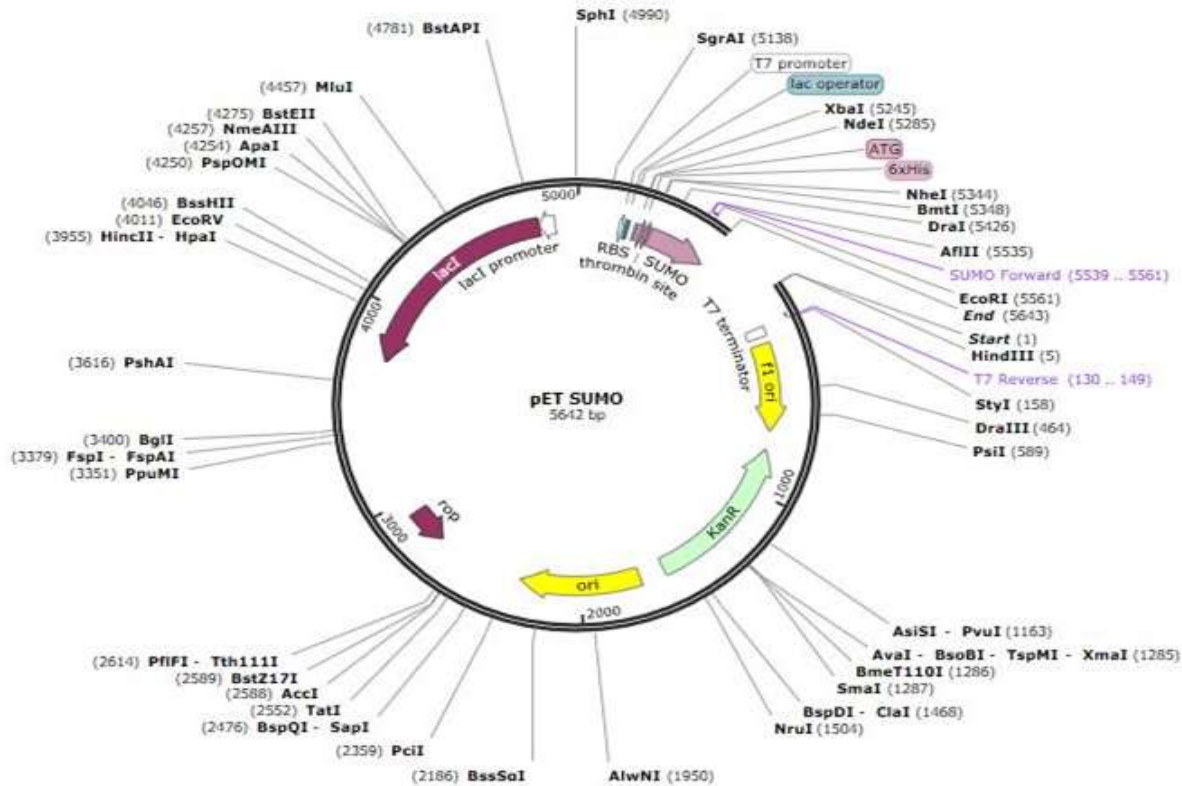 SphI (4990)
(4781) BstAPI
SgrAI (5138)
T7 promoter
lac operator
(4457) MluI
XbaI (5245)
(4275) BstEII
NdeI (5285)
(4257) NmeAIII
(4254) ApaI
ATG
(4250) PspOMI
6xHis
NheI (5344)
(4046) BssHII
BmtI (5348)
(4011) EcoRV
DraI (5426)
(3955) HincII - HpaI
AflII (5535)
SUMO Forward (5539 .. 5561)
EcoRI (5561)
End (5643)
Start (1)
HindIII (5)
T7 Reverse (130 .. 149)
StyI (158)
DraIII (464)
PsiI (589)
5000
lacI
lacI promoter
RBS
thrombin site
SUMO
T7 terminator
f1 ori
4000
(3616) PshAI
pET SUMO
5642 bp
(3400) BglI
(3379) FspI - FspAI
(3351) PpuMI
1000
KanR
rop
3000
ori
2000
AsiSI - PvuI (1163)
AvaI - BsoBI - TspMI - XmaI (1285)
BmeT110I (1286)
SmaI (1287)
BspDI - ClaI (1468)
NruI (1504)
(2614) PflFI - Tth111I
(2589) BstZ17I
(2588) AccI
(2552) TatI
(2476) BspQI - SapI
(2359) PciI
(2186) BssSαI
AlwNI (1950)